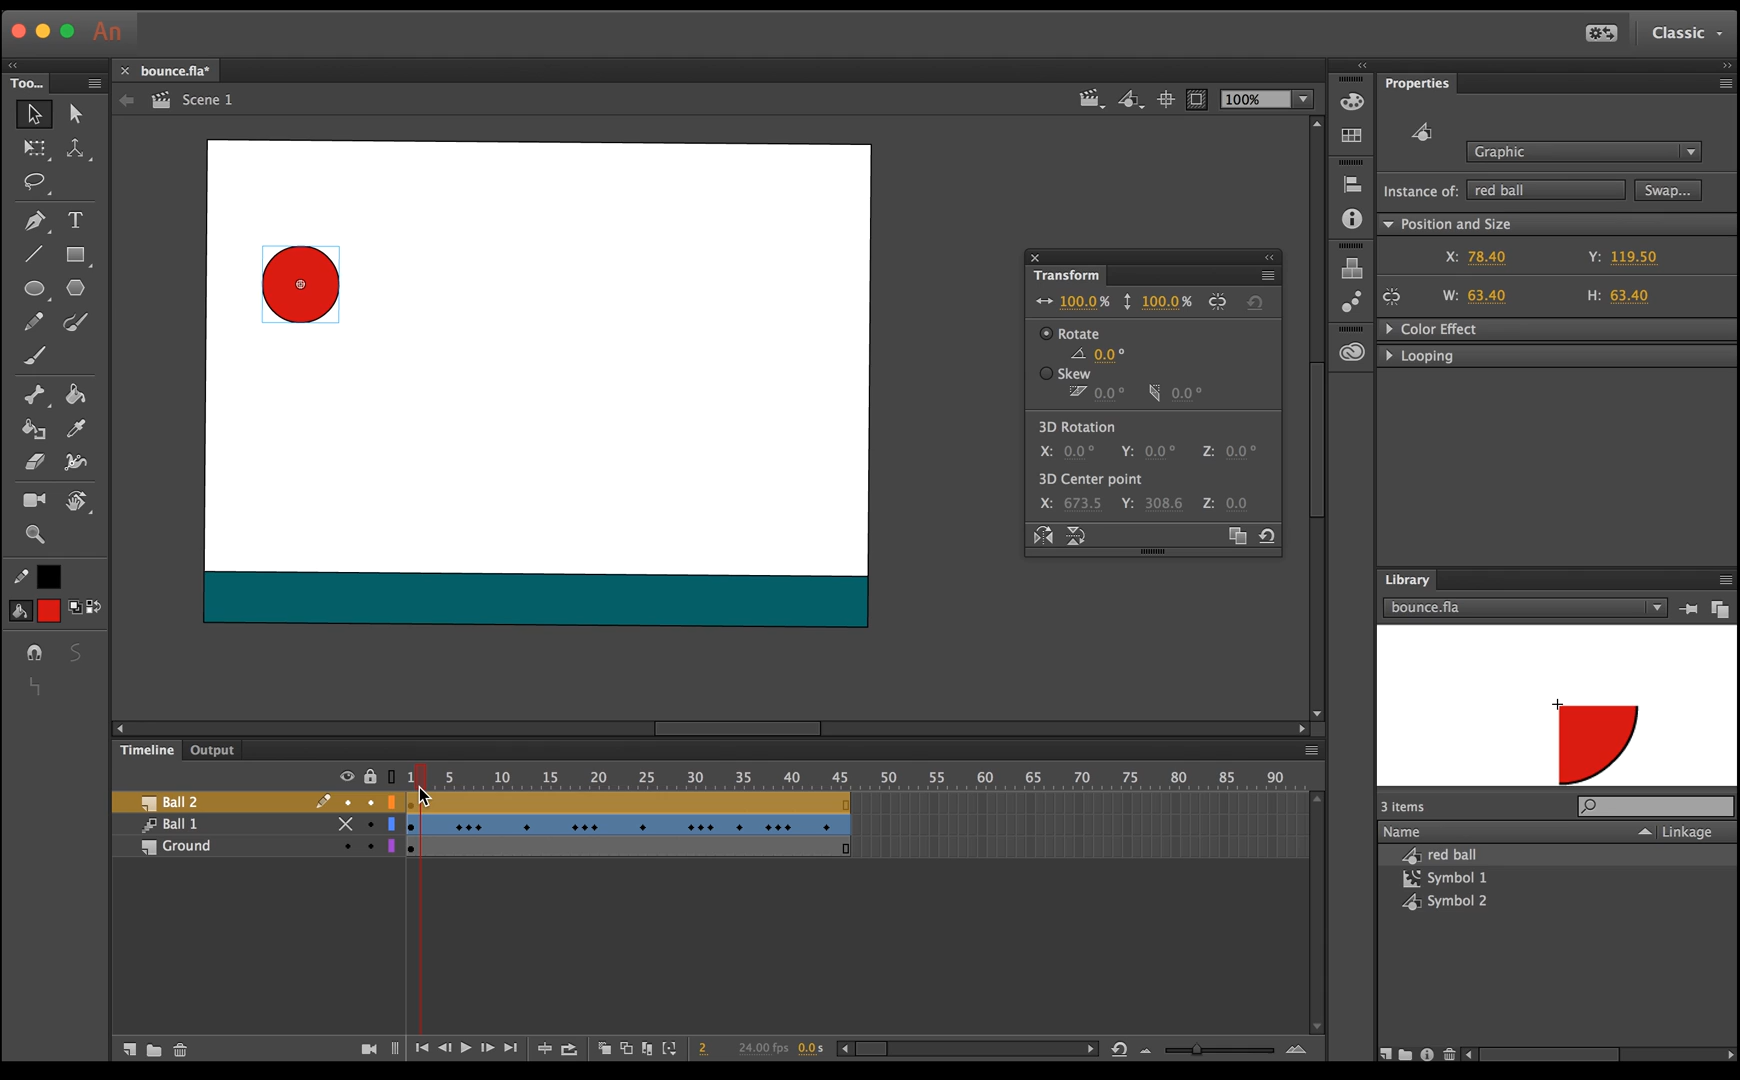 An
Classic
Too...
bounce.fla*
Scene 1
100%
Properties
Graphic
Instance of: red ball Swap...
Position and Size
X: 78.40 Y: 119.50
W: 63.40 H: 63.40
Color Effect
Looping
Transform
100.0 % 100.0 %
Rotate
0.0 °
Skew
0.0 ° 0.0 °
3D Rotation
X: 0.0 ° Y: 0.0 ° Z: 0.0 °
3D Center point
X: 673.5 Y: 308.6 Z: 0.0
T
Library
bounce.fla
3 items
Name Linkage
red ball
Symbol 1
Symbol 2
Timeline Output
1 5 10 15 20 25 30 35 40 45 50 55 60 65 70 75 80 85 90
Ball 2
Ball 1
Ground
2 24.00 fps 0.0 s